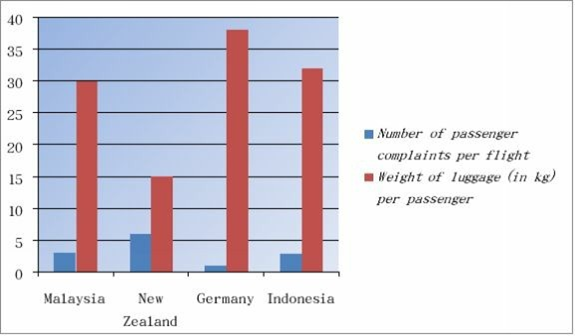 40
35
30
25
20
15
10
5
0
Malaysia
New
Zealand
Germany
Indonesia
Number of passenger
complaints per flight
Weight of luggage (in kg)
per passenger